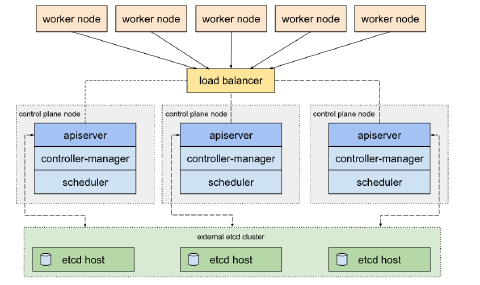 worker node worker node worker node worker node worker node
load balancer
control plane node control plane node control plane node
apiserver apiserver apiserver
controller-manager controller-manager controller-manager
scheduler scheduler scheduler
external etcd cluster
etcd host etcd host etcd host